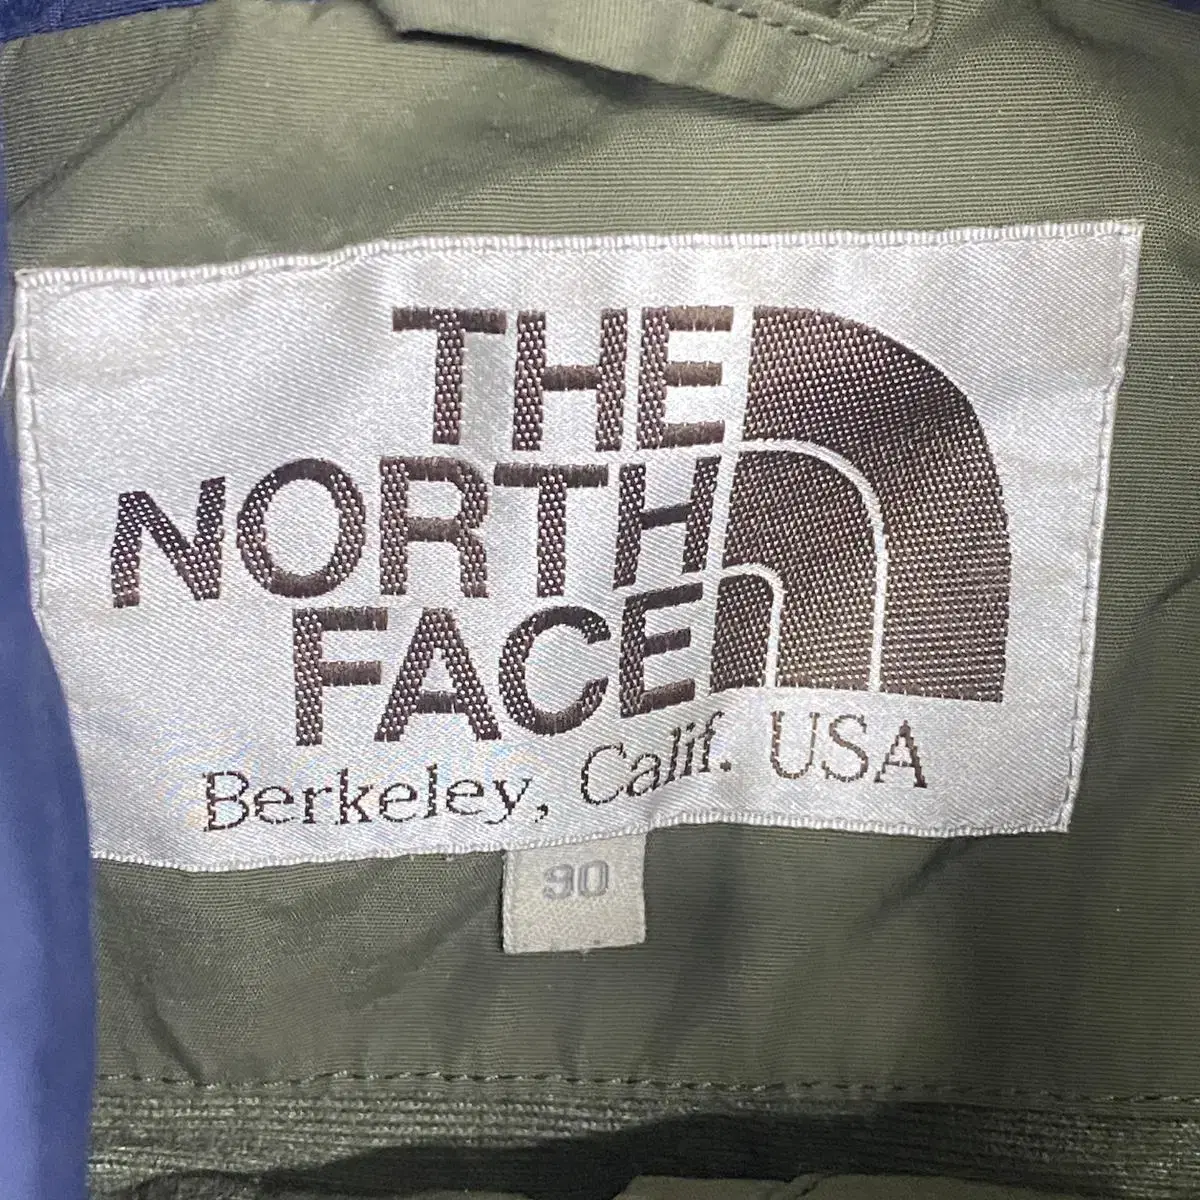 THE
NORTH
FACE
Berkeley, Calif. USA
90